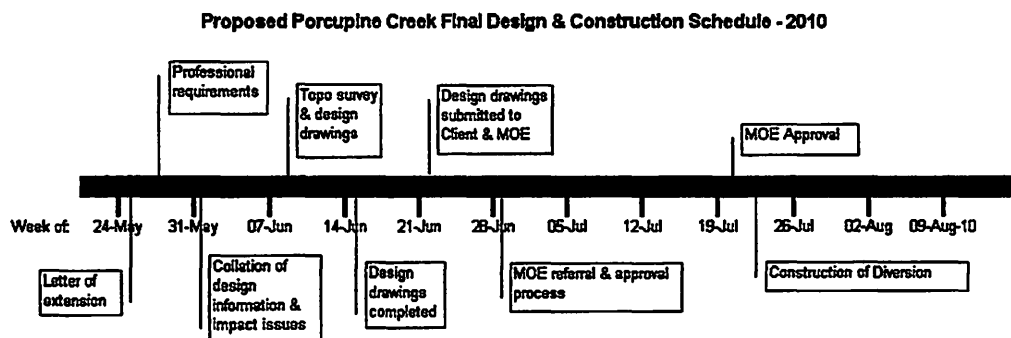 Proposed Porcupine Creek Final Design & Construction Schedule - 2010
Professional
requirements
Topo survey
& design
drawings
Design drawings
submitted to
Client & MOE
MOE Approval
Week of: 24-May 31-May 07-Jun 14-Jun 21-Jun 28-Jun 05-Jul 12-Jul 19-Jul 26-Jul 02-Aug 09-Aug-10
Letter of
extension
Collation of
design
information &
impact issues
Design
drawings
completed
MOE referral & approval
process
Construction of Diversion